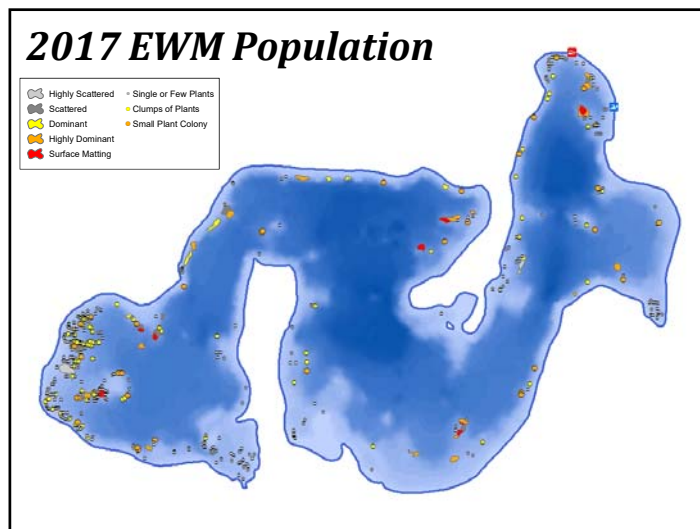 2017 EWM Population
Highly Scattered
Scattered
Dominant
Highly Dominant
Surface Matting
Single or Few Plants
Clumps of Plants
Small Plant Colony